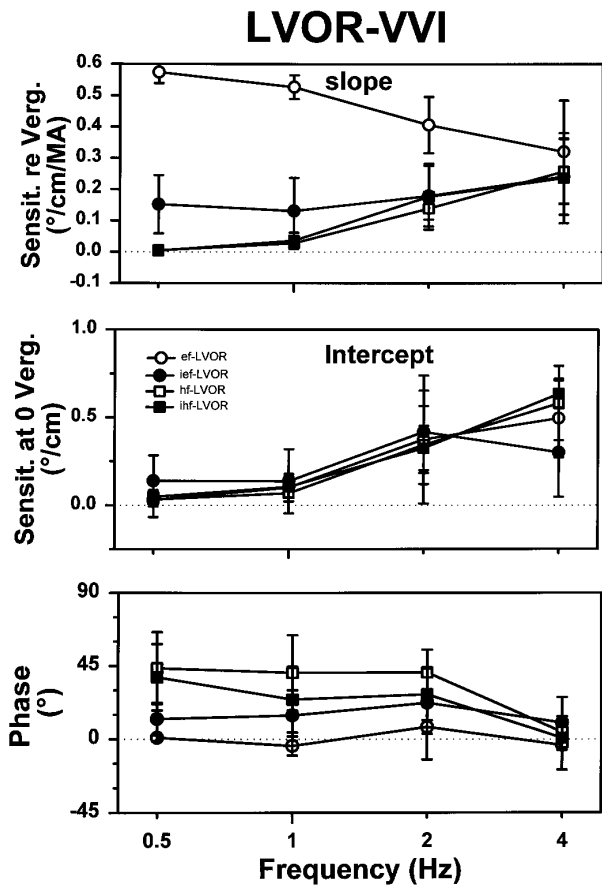 LVOR-VVI
slope
Sensit. re Verg.
(°/cm/MA)
0.6
0.5
0.4
0.3
0.2
0.1
0.0
-0.1
Intercept
Sensit. at 0 Verg.
(°/cm)
1.0
0.5
0.0
ef-LVOR
ief-LVOR
hf-LVOR
ihf-LVOR
Phase
(°)
90
45
0
-45
0.5 1 2 4
Frequency (Hz)